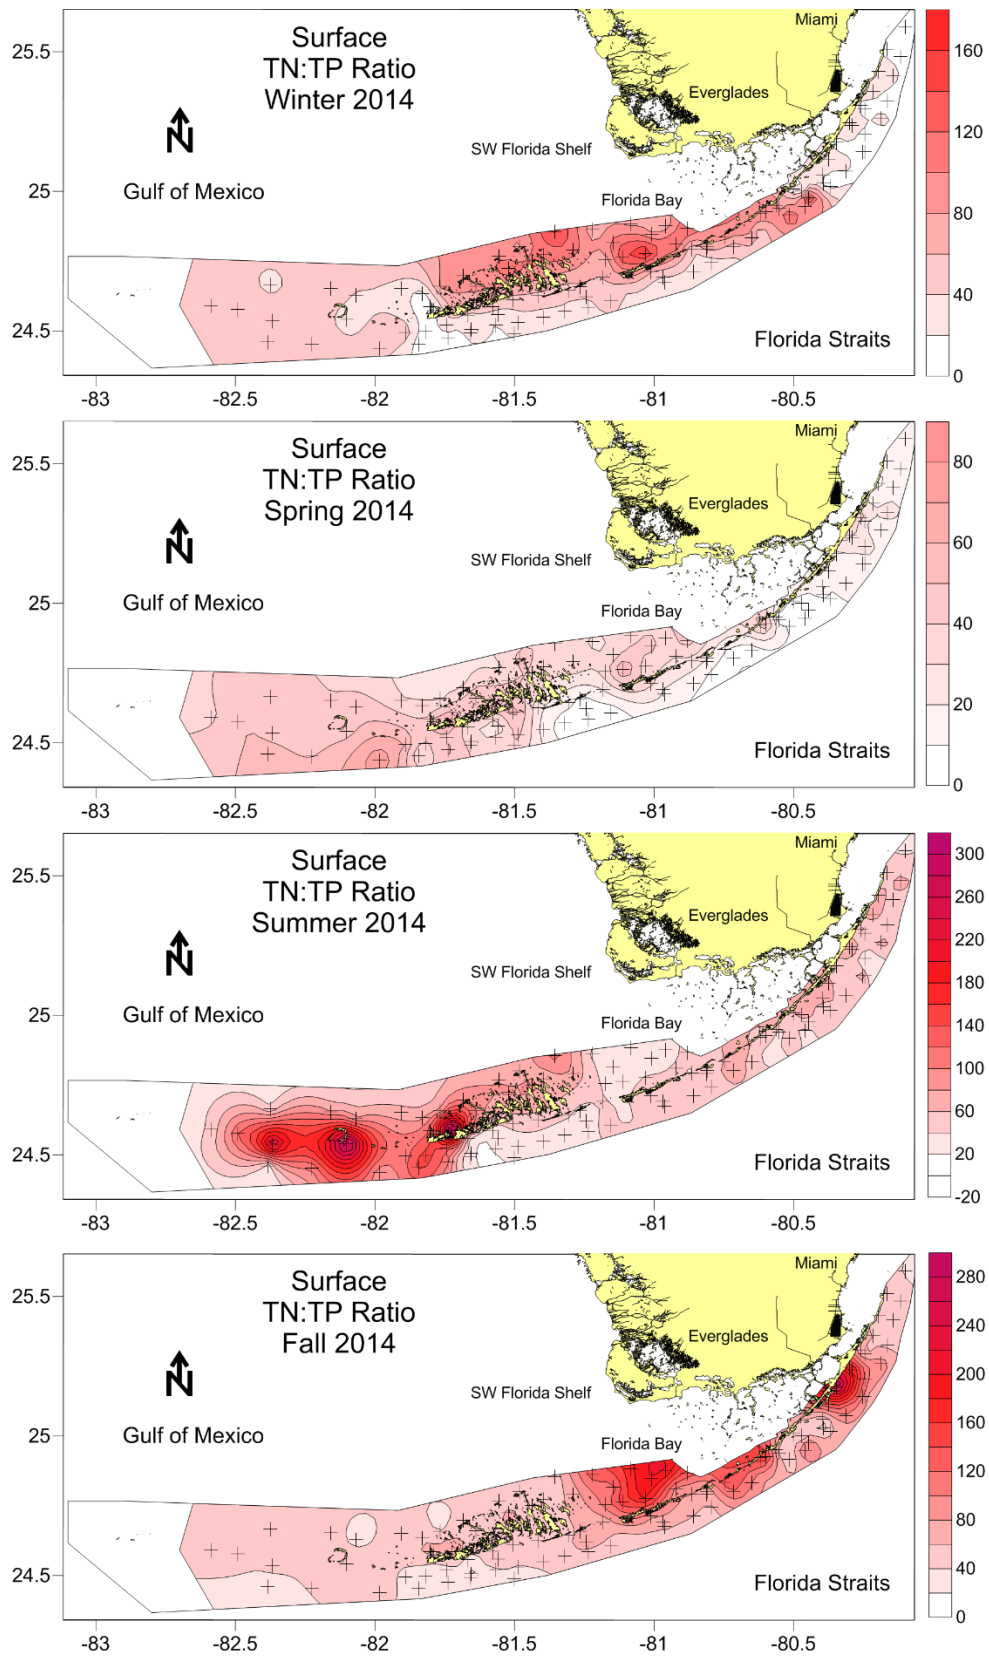 Surface
TN:TP Ratio
Winter 2014
Miami
Everglades
SW Florida Shelf
N
Gulf of Mexico
Florida Bay
Florida Straits
25.5
25
24.5
-83
-82.5
-82
-81.5
-81
-80.5
160
120
80
40
0
Surface
TN:TP Ratio
Spring 2014
Miami
Everglades
SW Florida Shelf
N
Gulf of Mexico
Florida Bay
Florida Straits
25.5
25
24.5
-83
-82.5
-82
-81.5
-81
-80.5
80
60
40
20
0
Surface
TN:TP Ratio
Summer 2014
Miami
Everglades
SW Florida Shelf
N
Gulf of Mexico
Florida Bay
Florida Straits
25.5
25
24.5
-83
-82.5
-82
-81.5
-81
-80.5
300
260
220
180
140
100
60
20
-20
Surface
TN:TP Ratio
Fall 2014
Miami
Everglades
SW Florida Shelf
N
Gulf of Mexico
Florida Bay
Florida Straits
25.5
25
24.5
-83
-82.5
-82
-81.5
-81
-80.5
280
240
200
160
120
80
40
0